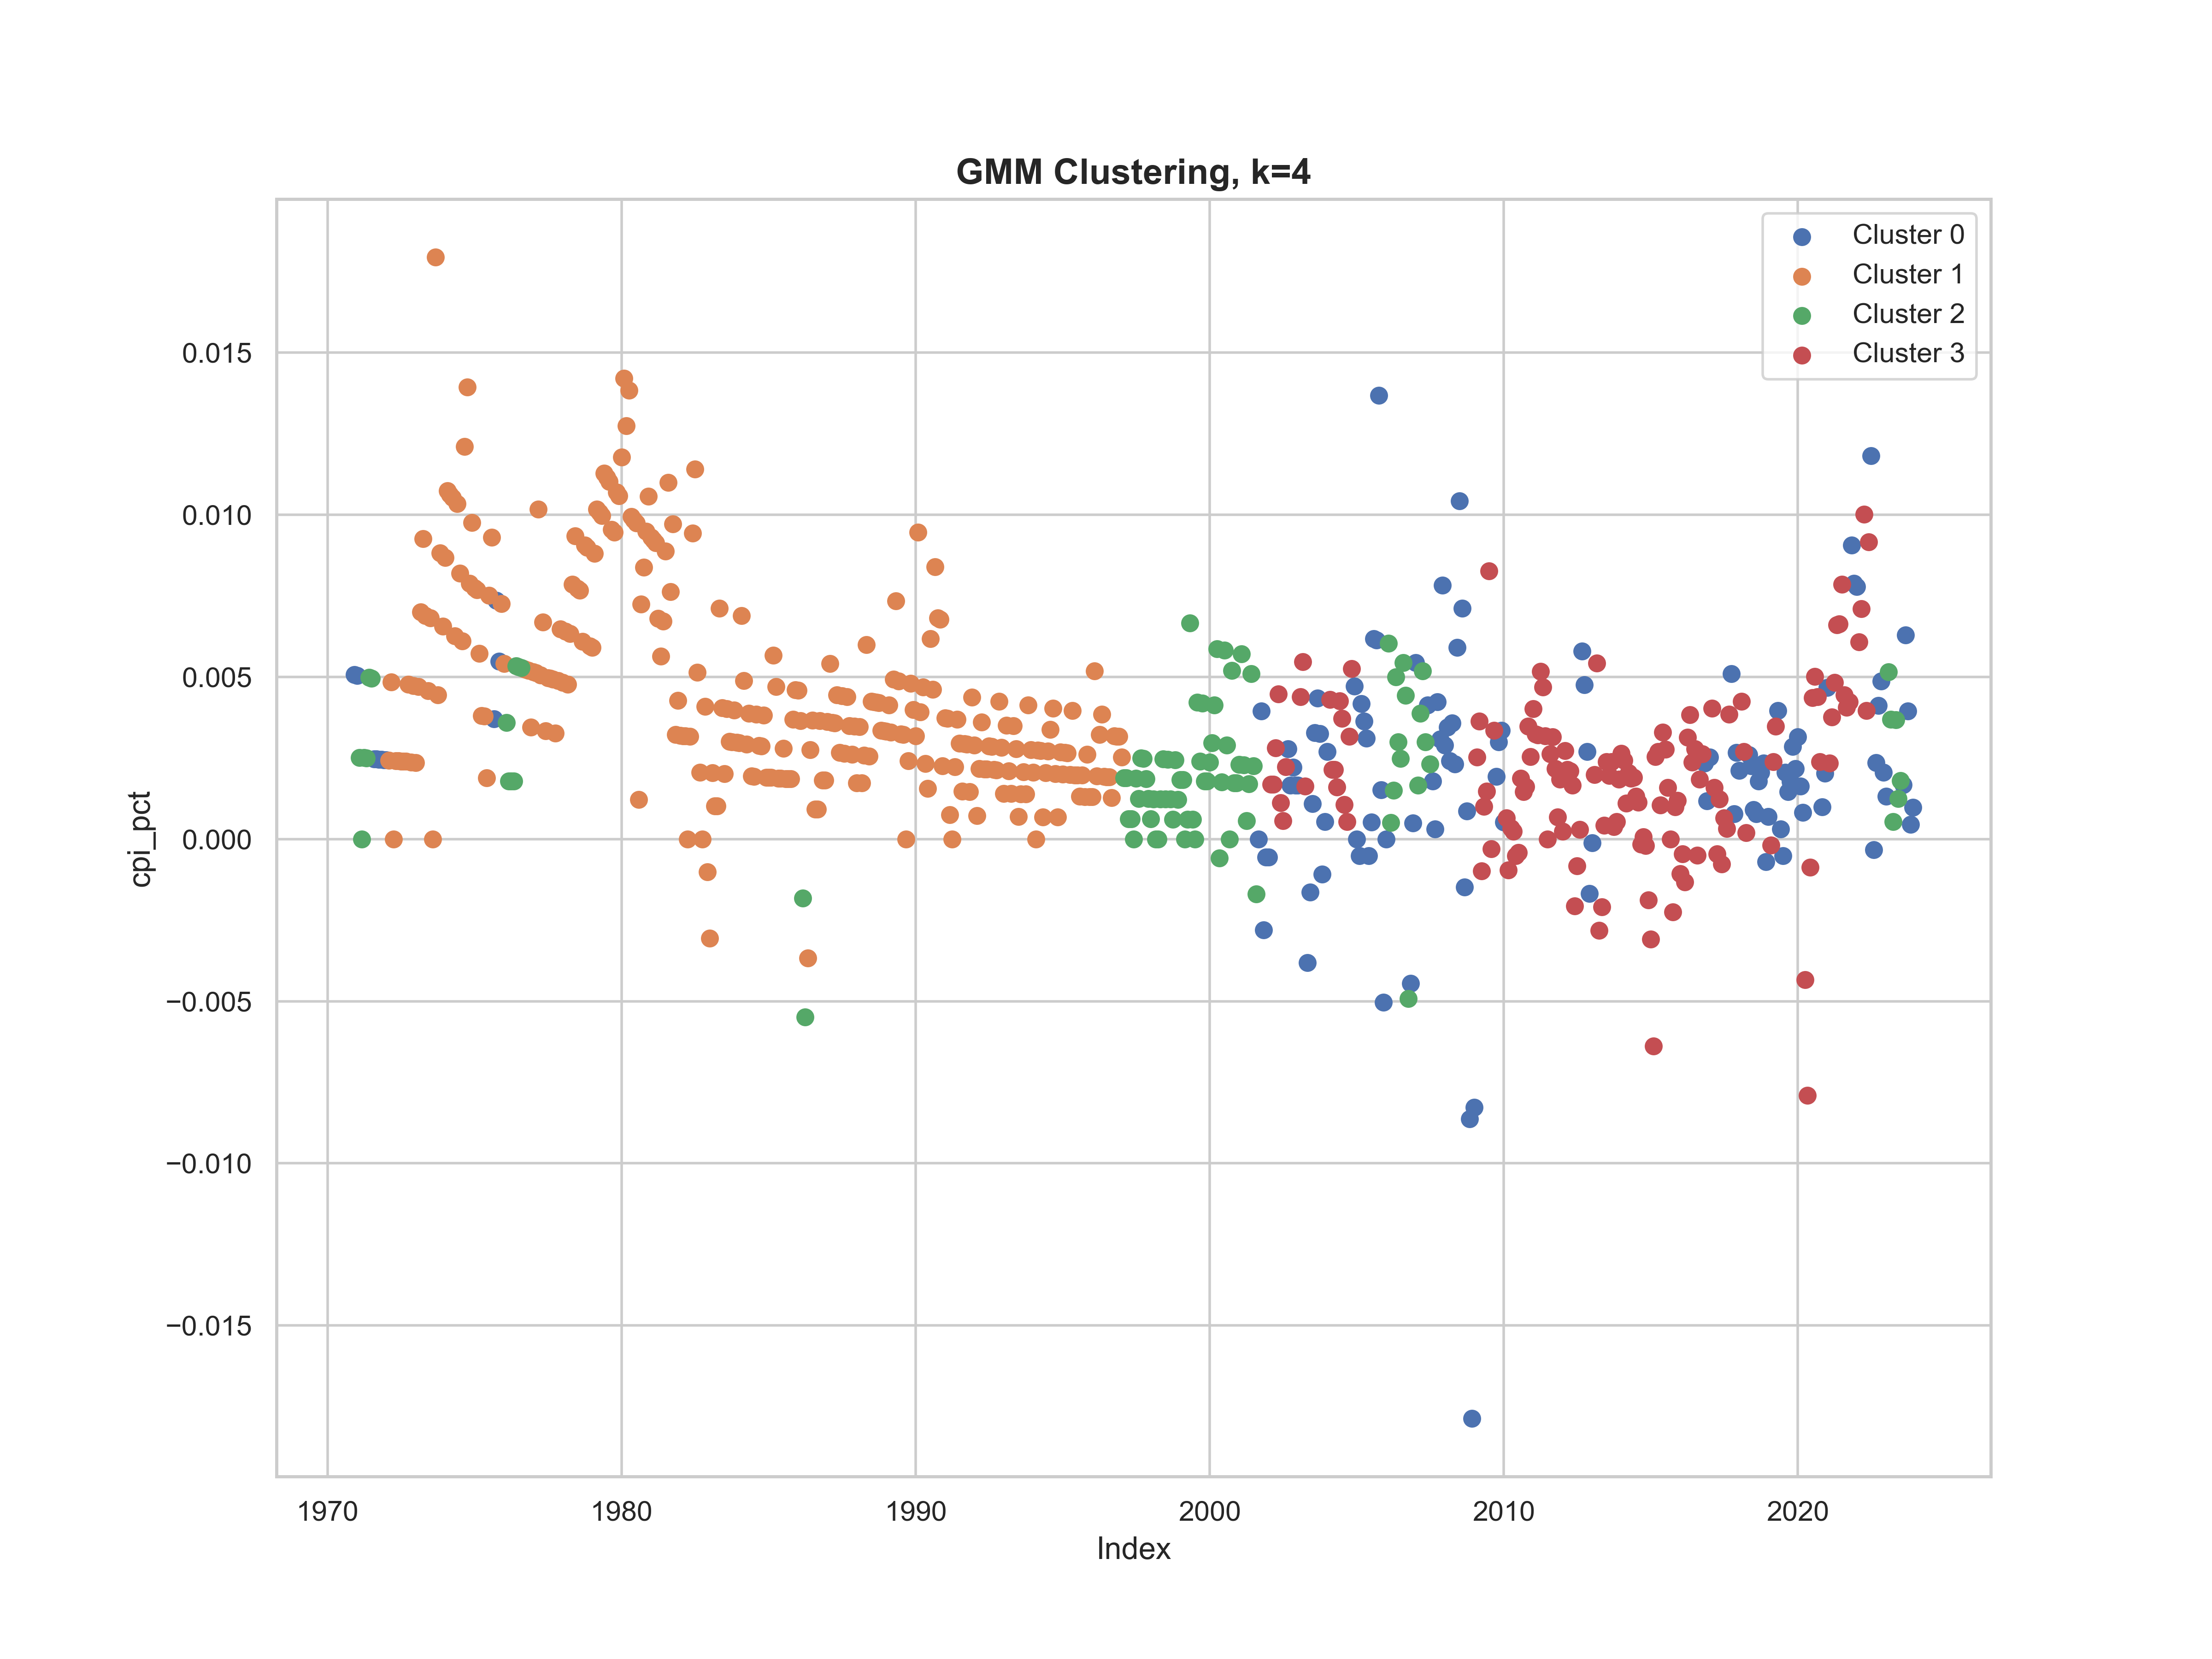 GMM Clustering, k=4
Cluster 0
Cluster 1
Cluster 2
Cluster 3
cpi_pct
0.015
0.010
0.005
0.000
−0.005
−0.010
−0.015
1970
1980
1990
2000
2010
2020
Index